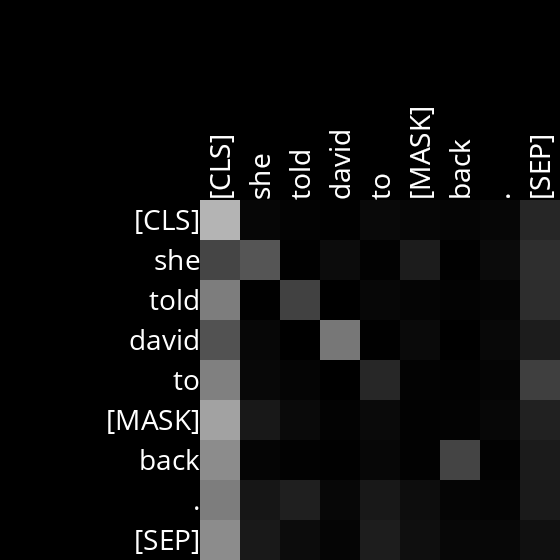 [CLS] she told david to [MASK] back . [SEP]
[CLS]
she
told
david
to
[MASK]
back
.
[SEP]